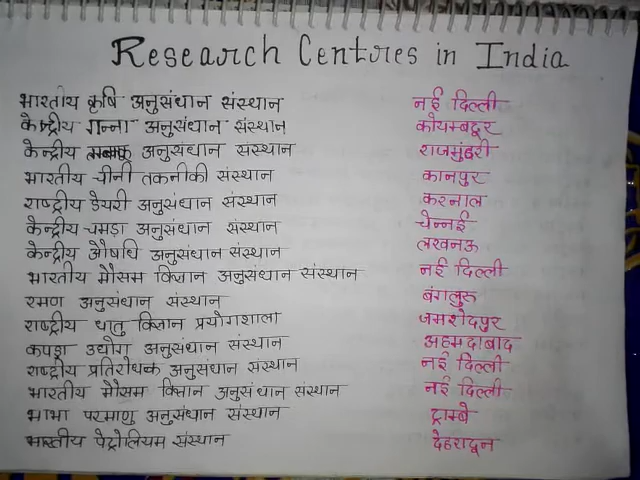 Research Centres in India
भारतीय कृषि अनुसंधान संस्थान नई दिल्ली
केन्द्रीय गन्ना अनुसंधान संस्थान कोयम्बटूर
केन्द्रीय तम्बाकू अनुसंधान संस्थान राजमुंदरी
भारतीय चीनी तकनीकी संस्थान कानपुर
राष्ट्रीय डेयरी अनुसंधान संस्थान करनाल
केन्द्रीय चमड़ा अनुसंधान संस्थान चेन्नई
केन्द्रीय औषधि अनुसंधान संस्थान लखनऊ
भारतीय मौसम विज्ञान अनुसंधान संस्थान नई दिल्ली
रमण अनुसंधान संस्थान बंगलुरु
राष्ट्रीय धातु विज्ञान प्रयोगशाला जमशेदपुर
कपड़ा उद्योग अनुसंधान संस्थान अहमदाबाद
राष्ट्रीय प्रतिरोधक अनुसंधान संस्थान नई दिल्ली
भारतीय मौसम विज्ञान अनुसंधान संस्थान नई दिल्ली
भाभा परमाणु अनुसंधान संस्थान ट्राम्बे
भारतीय पेट्रोलियम संस्थान देहरादून